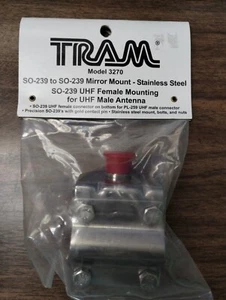 TRAM®
Model 3270
SO-239 to SO-239 Mirror Mount - Stainless Steel
SO-239 UHF Female Mounting
for UHF Male Antenna
• SO-239 UHF female connector on bottom for PL-259 UHF male connector
• Precision SO-239's with gold contact pin • Stainless steel mount, bolts, and nuts